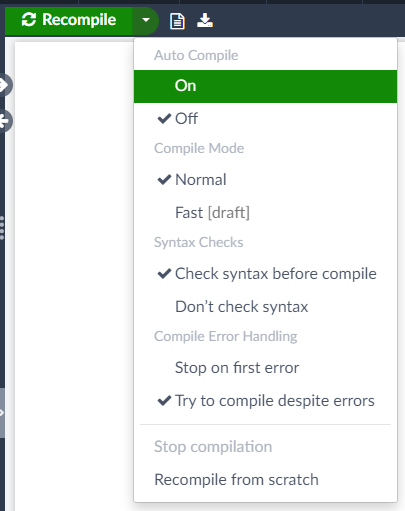 Recompile
Auto Compile
On
Off
Compile Mode
Normal
Fast [draft]
Syntax Checks
Check syntax before compile
Don’t check syntax
Compile Error Handling
Stop on first error
Try to compile despite errors
Stop compilation
Recompile from scratch